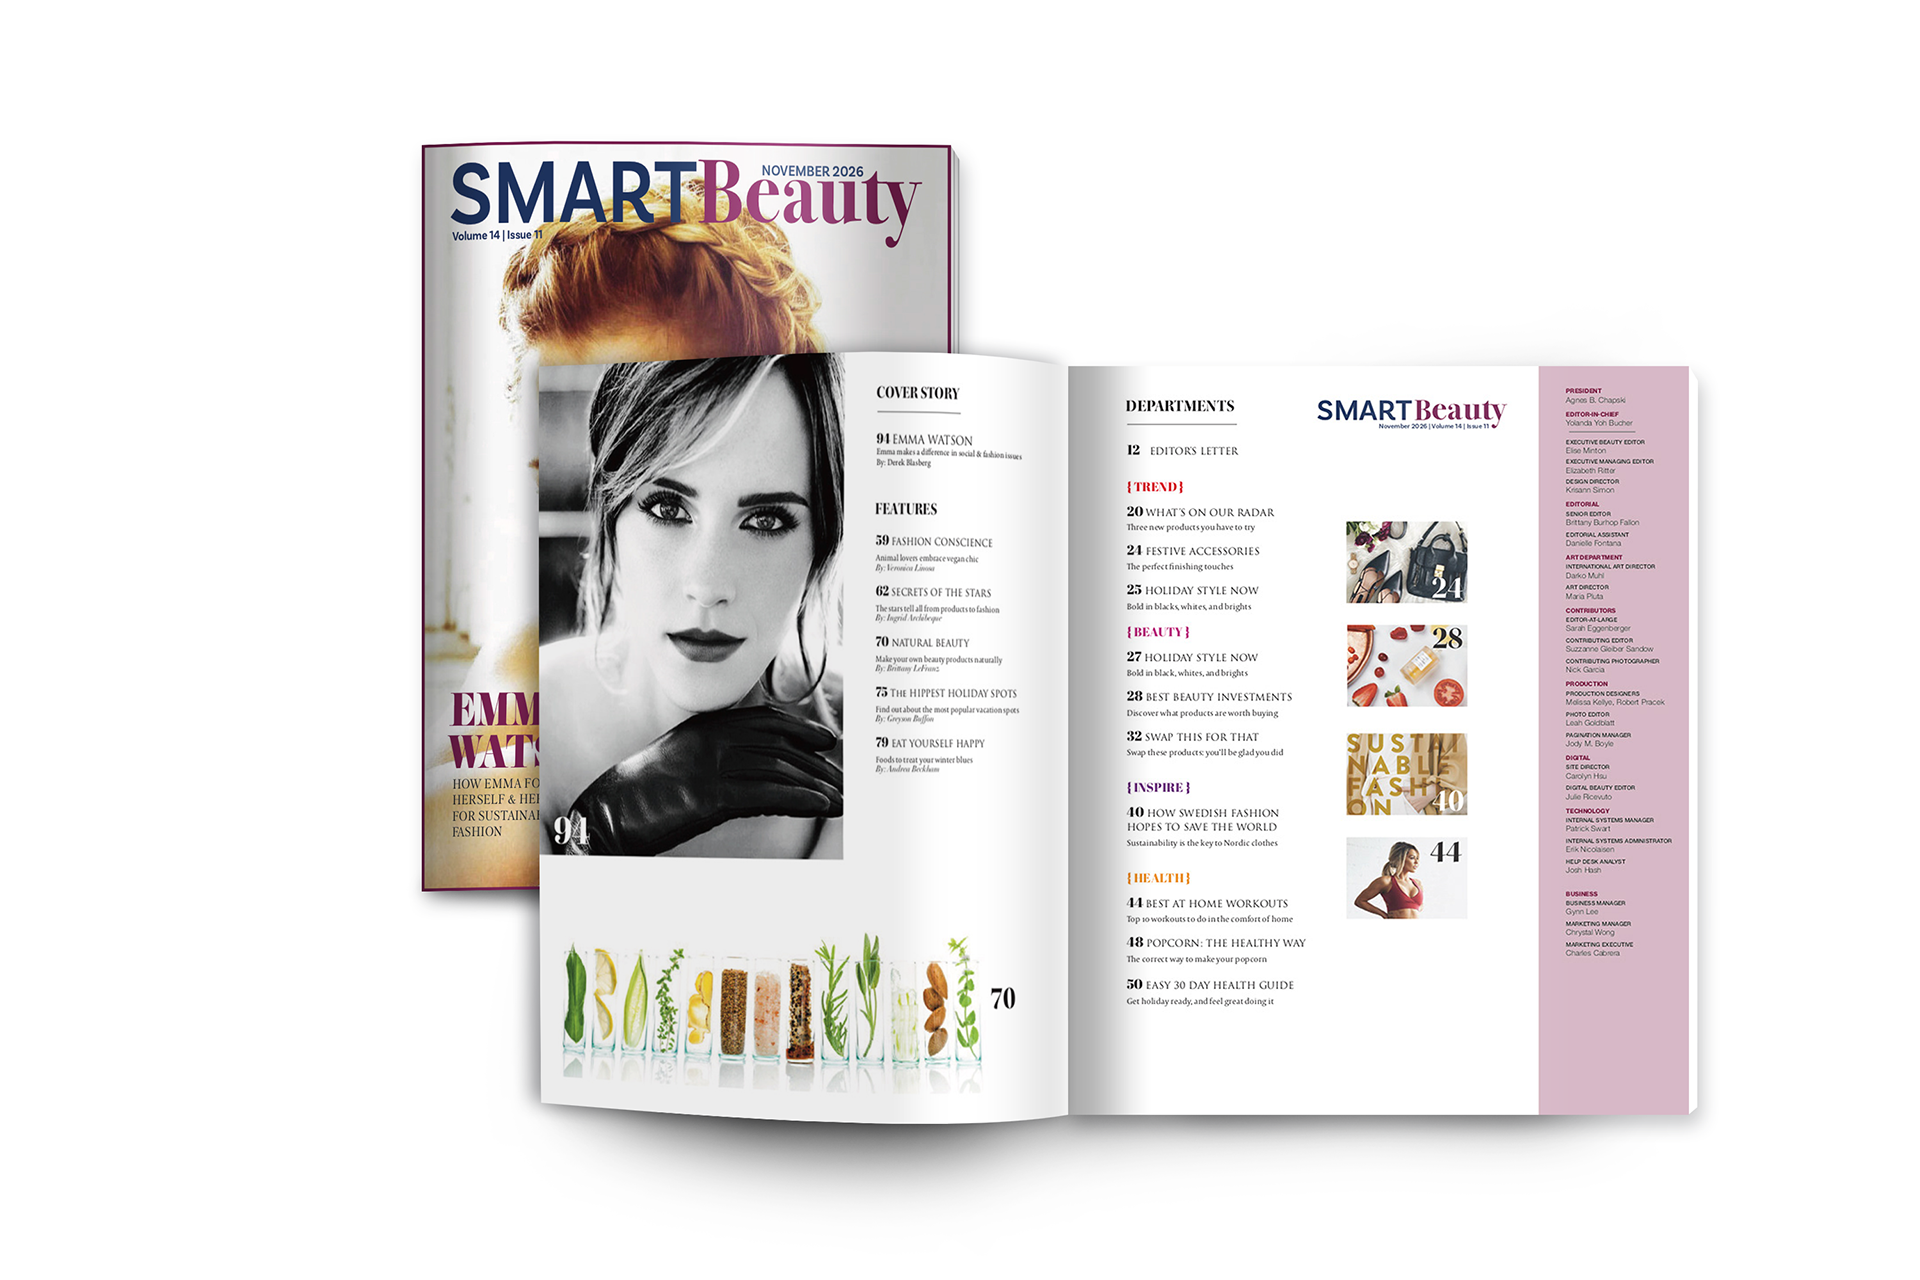 SMARTBeauty
NOVEMBER 2026
Volume 14 | Issue 11
HOW EMMA
HERSELF &
FOR
FASHION
94
COVER STORY
94 EMMA WATSON
Emma makes a difference in social & fashion issues
By: Derek Blasberg
FEATURES
59 FASHION CONSCIENCE
Animal lovers embrace vegan chic
By: Veronica Linosa
62 SECRETS OF THE STARS
The stars tell all from products to fashion
By: Ingrid Archibesque
70 NATURAL BEAUTY
Make your own beauty products naturally
By: Brittany LeFranz
75 The HIPPEST HOLIDAY SPOTS
Find out about the most popular vacation spots
By: Greyson Buffon
79 EAT YOURSELF HAPPY
Foods to treat your winter blues
By: Andrea Beckham
70
DEPARTMENTS
12 EDITOR'S LETTER
{TREND}
20 WHAT'S ON OUR RADAR
Three new products you have to try
24 FESTIVE ACCESSORIES
The perfect finishing touches
25 HOLIDAY STYLE NOW
Bold in blacks, whites, and brights
{BEAUTY}
27 HOLIDAY STYLE NOW
Bold in black, whites, and brights
28 BEST BEAUTY INVESTMENTS
Discover what products are worth buying
32 SWAP THIS FOR THAT
Swap these products: you'll be glad you did
{INSPIRE}
40 HOW SWEDISH FASHION
HOPES TO SAVE THE WORLD
Sustainability is the key to Nordic clothes
{HEALTH}
44 BEST AT HOME WORKOUTS
Top 10 workouts to do in the comfort of home
48 POPCORN: THE HEALTHY WAY
The correct way to make your popcorn
50 EASY 30 DAY HEALTH GUIDE
Get holiday ready, and feel great doing it
SMARTBeauty
November 2026 | Volume 14 | Issue 11
24
28
SUSTAI
NABLE
FASHI
ON
40
44
PRESIDENT
Agnes B. Chapski
EDITOR-IN-CHIEF
Yolanda Yoh Bucher
EXECUTIVE BEAUTY EDITOR
Elise Minton
EXECUTIVE MANAGING EDITOR
Elizabeth Ritter
DESIGN DIRECTOR
Krisann Simon
EDITORIAL
SENIOR EDITOR
Brittany Burhop Fallon
EDITORIAL ASSISTANT
Danielle Fontana
ART DEPARTMENT
INTERNATIONAL ART DIRECTOR
Darko Muhl
ART DIRECTOR
Maria Pluta
CONTRIBUTORS
EDITOR-AT-LARGE
Sarah Eggenberger
CONTRIBUTING EDITOR
Suzzanne Gleiber Sandow
CONTRIBUTING PHOTOGRAPHER
Nick Garcia
PRODUCTION
PRODUCTION DESIGNERS
Melissa Kellye, Robert Pracek
PHOTO EDITOR
Leah Goldblatt
PAGINATION MANAGER
Jody M. Boyle
DIGITAL
SITE DIRECTOR
Carolyn Hsu
DIGITAL BEAUTY EDITOR
Julie Ricevuto
TECHNOLOGY
INTERNAL SYSTEMS MANAGER
Patrick Swart
INTERNAL SYSTEMS ADMINISTRATOR
Erik Nicolaisen
HELP DESK ANALYST
Josh Hash
BUSINESS
BUSINESS MANAGER
Gynn Lee
MARKETING MANAGER
Chrystal Wong
MARKETING EXECUTIVE
Charles Cabrera